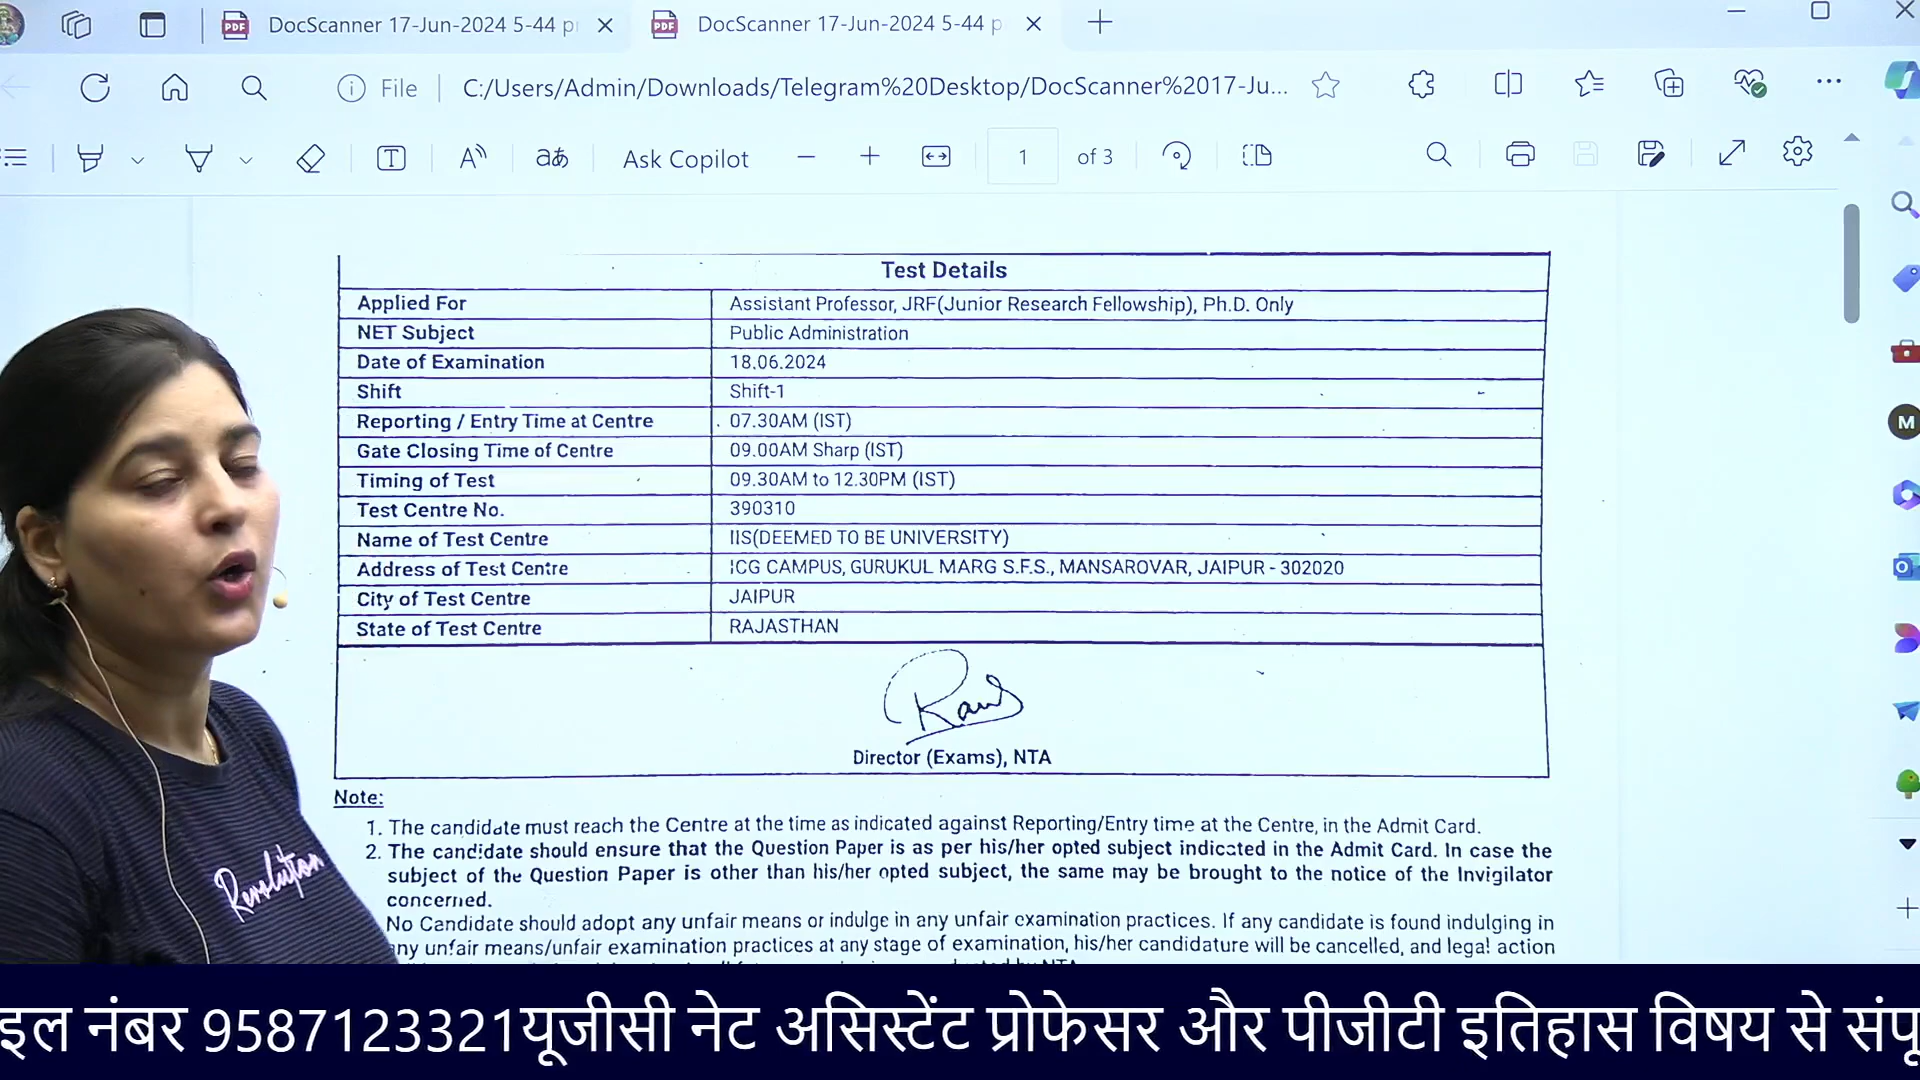 DocScanner 17-Jun-2024 5-44 p
DocScanner 17-Jun-2024 5-44 p
File
C:/Users/Admin/Downloads/Telegram%20Desktop/DocScanner%2017-Ju...
Ask Copilot
1 of 3
Test Details
Applied For Assistant Professor, JRF(Junior Research Fellowship), Ph.D. Only
NET Subject Public Administration
Date of Examination 18.06.2024
Shift Shift-1
Reporting / Entry Time at Centre 07.30AM (IST)
Gate Closing Time of Centre 09.00AM Sharp (IST)
Timing of Test 09.30AM to 12.30PM (IST)
Test Centre No. 390310
Name of Test Centre IIS(DEEMED TO BE UNIVERSITY)
Address of Test Centre ICG CAMPUS, GURUKUL MARG S.F.S., MANSAROVAR, JAIPUR - 302020
City of Test Centre JAIPUR
State of Test Centre RAJASTHAN
Director (Exams), NTA
Note:
1. The candidate must reach the Centre at the time as indicated against Reporting/Entry time at the Centre, in the Admit Card.
2. The candidate should ensure that the Question Paper is as per his/her opted subject indicated in the Admit Card. In case the
subject of the Question Paper is other than his/her opted subject, the same may be brought to the notice of the Invigilator
concerned.
No Candidate should adopt any unfair means or indulge in any unfair examination practices. If any candidate is found indulging in
any unfair means/unfair examination practices at any stage of examination, his/her candidature will be cancelled, and legal action
Revolution
इल नंबर 9587123321यूजीसी नेट असिस्टेंट प्रोफेसर और पीजीटी इतिहास विषय से संपू